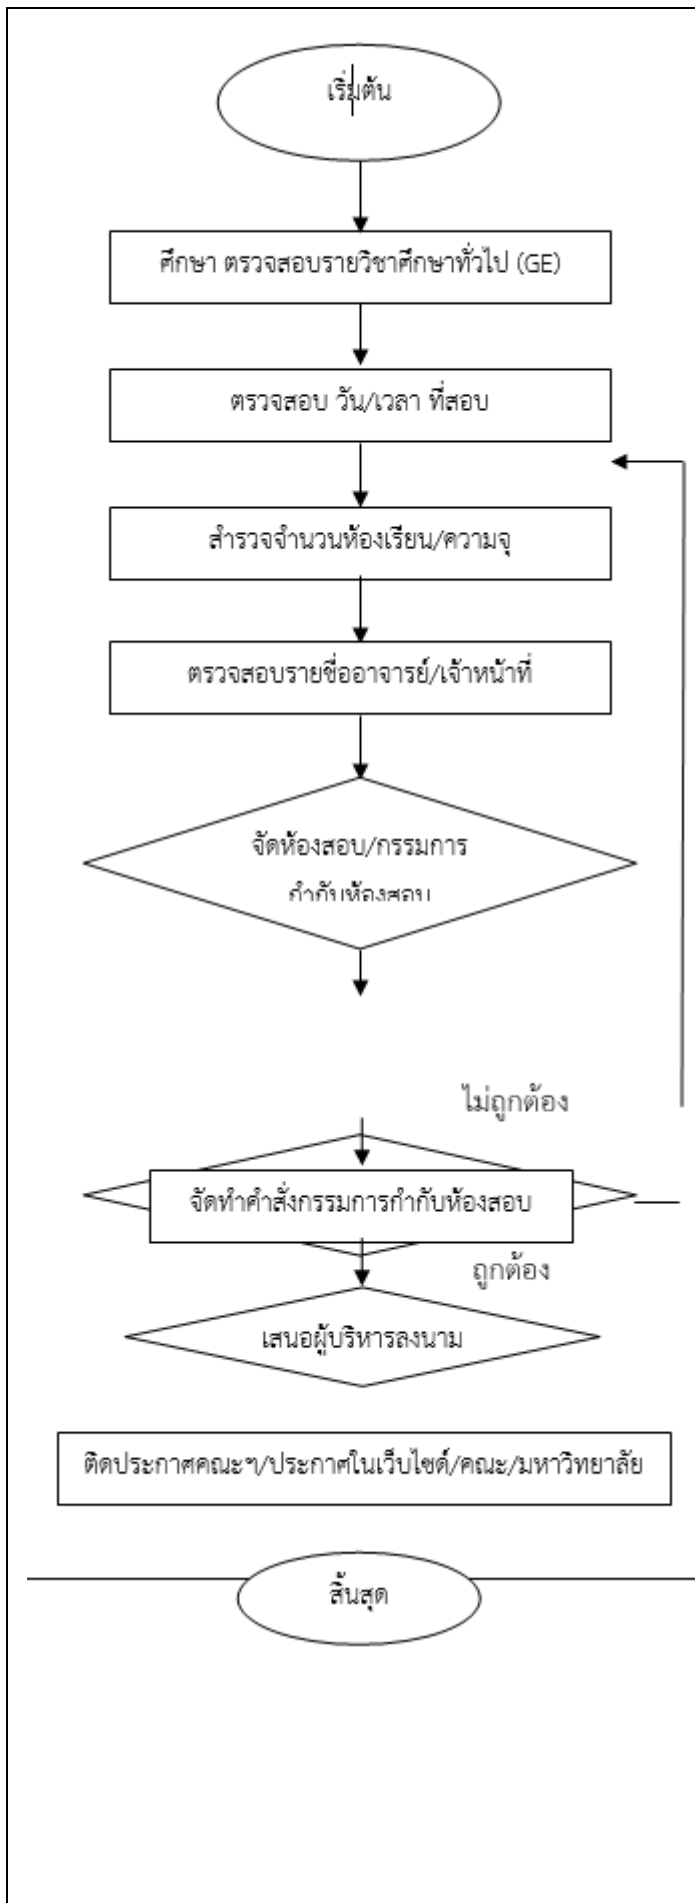 เริ่มต้น
ศึกษา ตรวจสอบรายวิชาศึกษาทั่วไป (GE)
ตรวจสอบ วัน/เวลา ที่สอบ
สำรวจจำนวนห้องเรียน/ความจุ
ตรวจสอบรายชื่ออาจารย์/เจ้าหน้าที่
จัดห้องสอบ/กรรมการ
กำกับห้องสอบ
ไม่ถูกต้อง
จัดทำคำสั่งกรรมการกำกับห้องสอบ
ถูกต้อง
เสนอผู้บริหารลงนาม
ติดประกาศคณะฯ/ประกาศในเว็บไซต์/คณะ/มหาวิทยาลัย
สิ้นสุด